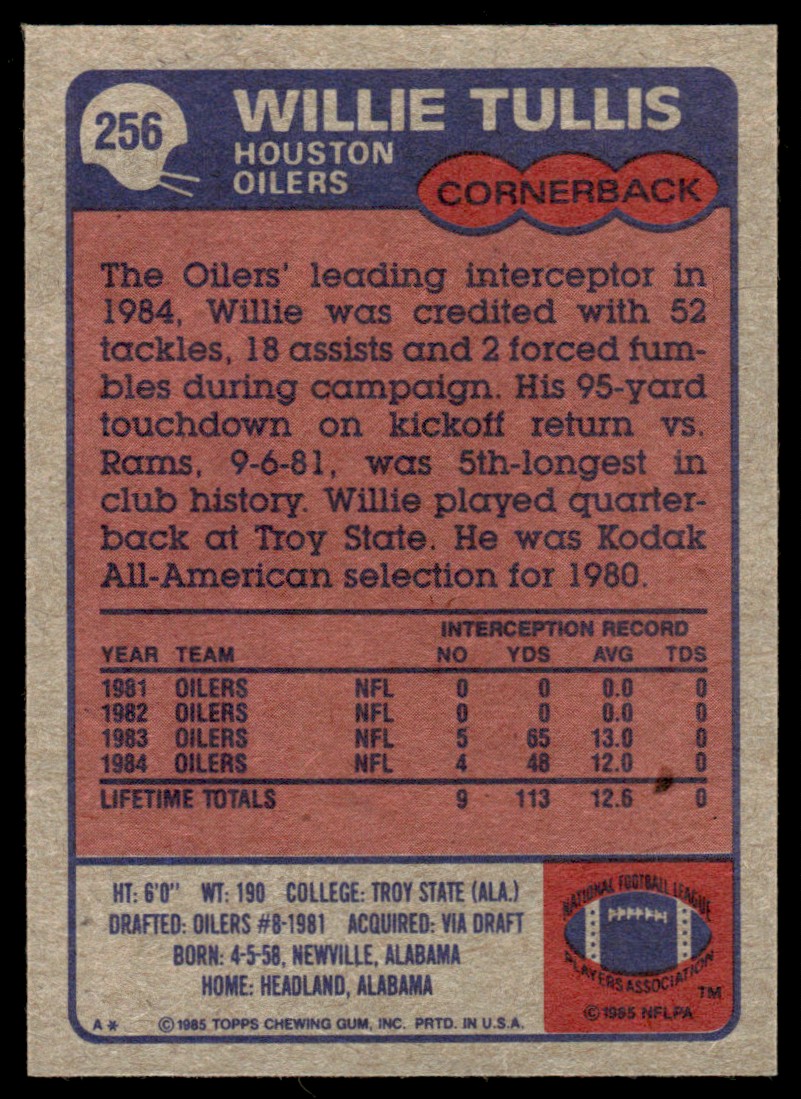 256
WILLIE TULLIS
HOUSTON
OILERS
CORNERBACK
The Oilers' leading interceptor in
1984, Willie was credited with 52
tackles, 18 assists and 2 forced fum-
bles during campaign. His 95-yard
touchdown on kickoff return vs.
Rams, 9-6-81, was 5th-longest in
club history. Willie played quarter-
back at Troy State. He was Kodak
All-American selection for 1980.
INTERCEPTION RECORD
YEAR TEAM NO YDS AVG TDS
1981 OILERS NFL 0 0 0.0 0
1982 OILERS NFL 0 0 0.0 0
1983 OILERS NFL 5 65 13.0 0
1984 OILERS NFL 4 48 12.0 0
LIFETIME TOTALS 9 113 12.6 0
HT: 6'0" WT: 190 COLLEGE: TROY STATE (ALA.)
DRAFTED: OILERS #8-1981 ACQUIRED: VIA DRAFT
BORN: 4-5-58, NEWVILLE, ALABAMA
HOME: HEADLAND, ALABAMA
A* © 1985 TOPPS CHEWING GUM, INC. PRTD. IN U.S.A.
NATIONAL FOOTBALL LEAGUE
PLAYERS ASSOCIATION
TM
© 1985 NFLPA